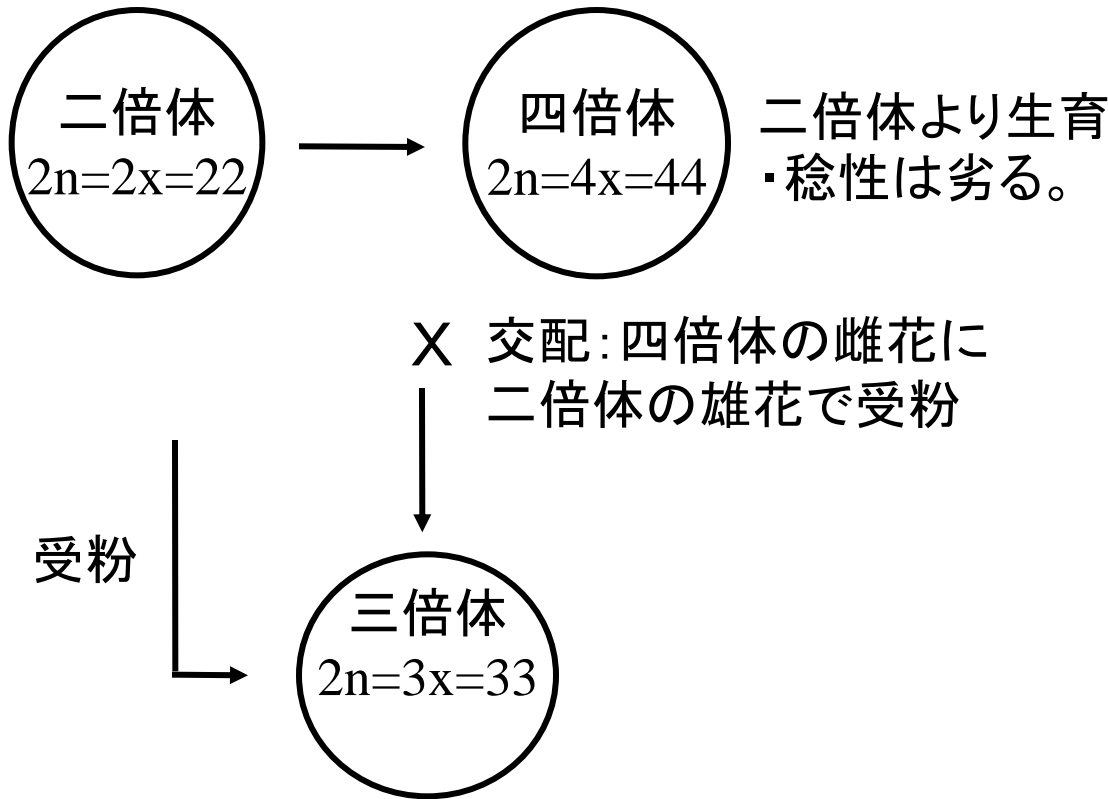 二倍体
2n=2x=22
四倍体
2n=4x=44
二倍体より生育
・稔性は劣る。
X 交配：四倍体の雌花に
二倍体の雄花で受粉
受粉
三倍体
2n=3x=33